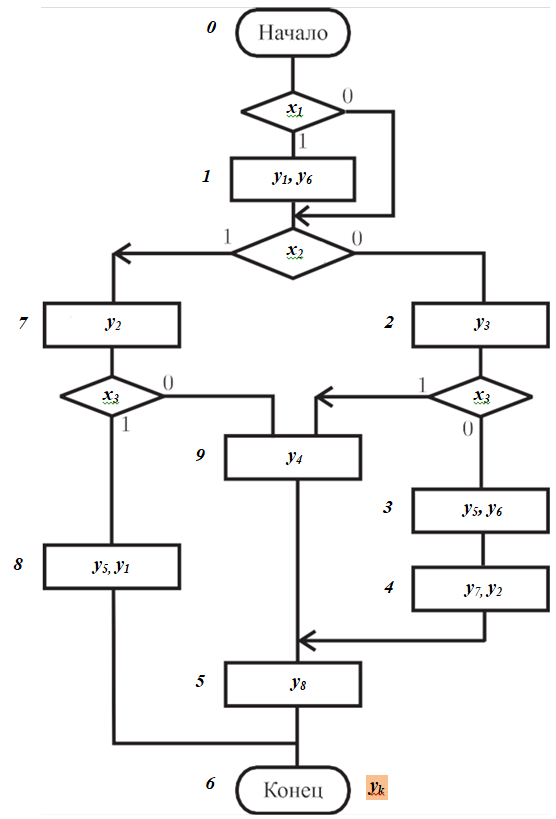 0 Начало
x1 0
1
1 y1, y6
1 x2 0
7 y2 2 y3
x3 0 1 x3
1 0
9 y4
3 y5, y6
8 y5, y1 4 y7, y2
5 y8
6 Конец yk